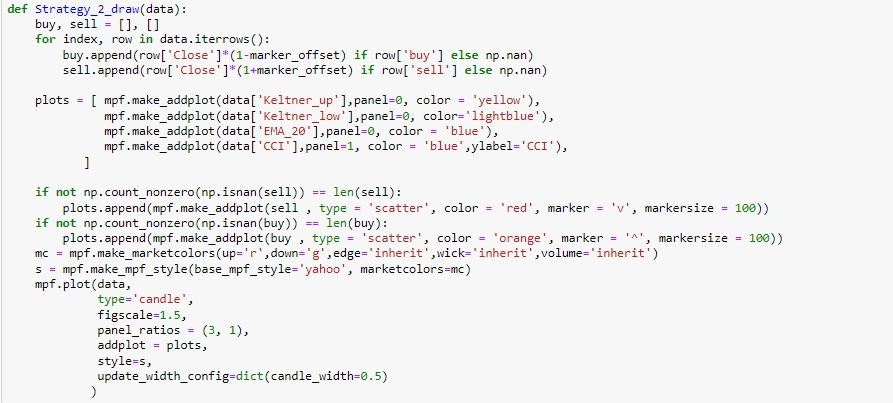 def Strategy_2_draw(data):
    buy, sell = [], []
    for index, row in data.iterrows():
        buy.append(row['Close']*(1-marker_offset) if row['buy'] else np.nan)
        sell.append(row['Close']*(1+marker_offset) if row['sell'] else np.nan)

    plots = [ mpf.make_addplot(data['Keltner_up'],panel=0, color = 'yellow'),
              mpf.make_addplot(data['Keltner_low'],panel=0, color='lightblue'),
              mpf.make_addplot(data['EMA_20'],panel=0, color = 'blue'),
              mpf.make_addplot(data['CCI'],panel=1, color = 'blue',ylabel='CCI'),
           ]

    if not np.count_nonzero(np.isnan(sell)) == len(sell):
        plots.append(mpf.make_addplot(sell , type = 'scatter', color = 'red', marker = 'v', markersize = 100))
    if not np.count_nonzero(np.isnan(buy)) == len(buy):
        plots.append(mpf.make_addplot(buy , type = 'scatter', color = 'orange', marker = '^', markersize = 100))
    mc = mpf.make_marketcolors(up='r',down='g',edge='inherit',wick='inherit',volume='inherit')
    s = mpf.make_mpf_style(base_mpf_style='yahoo', marketcolors=mc)
    mpf.plot(data,
             type='candle',
             figscale=1.5,
             panel_ratios = (3, 1),
             addplot = plots,
             style=s,
             update_width_config=dict(candle_width=0.5)
            )